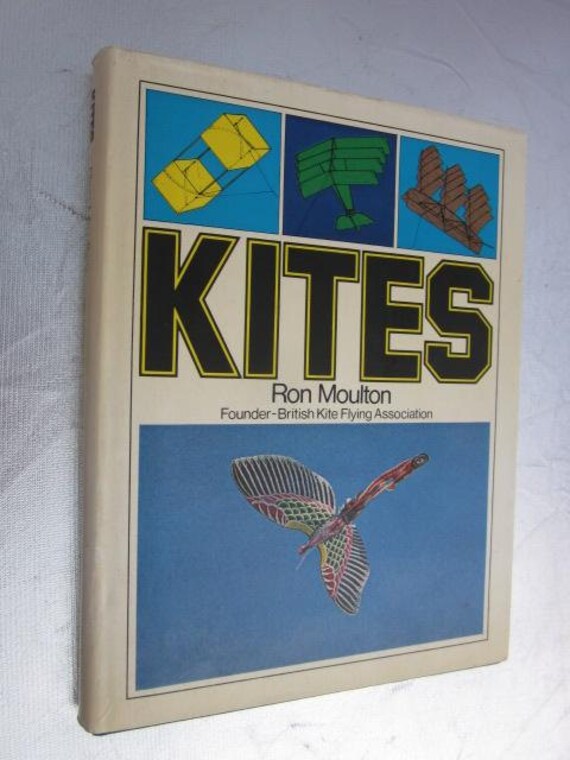 KITES
Ron Moulton
Founder-British Kite Flying Association